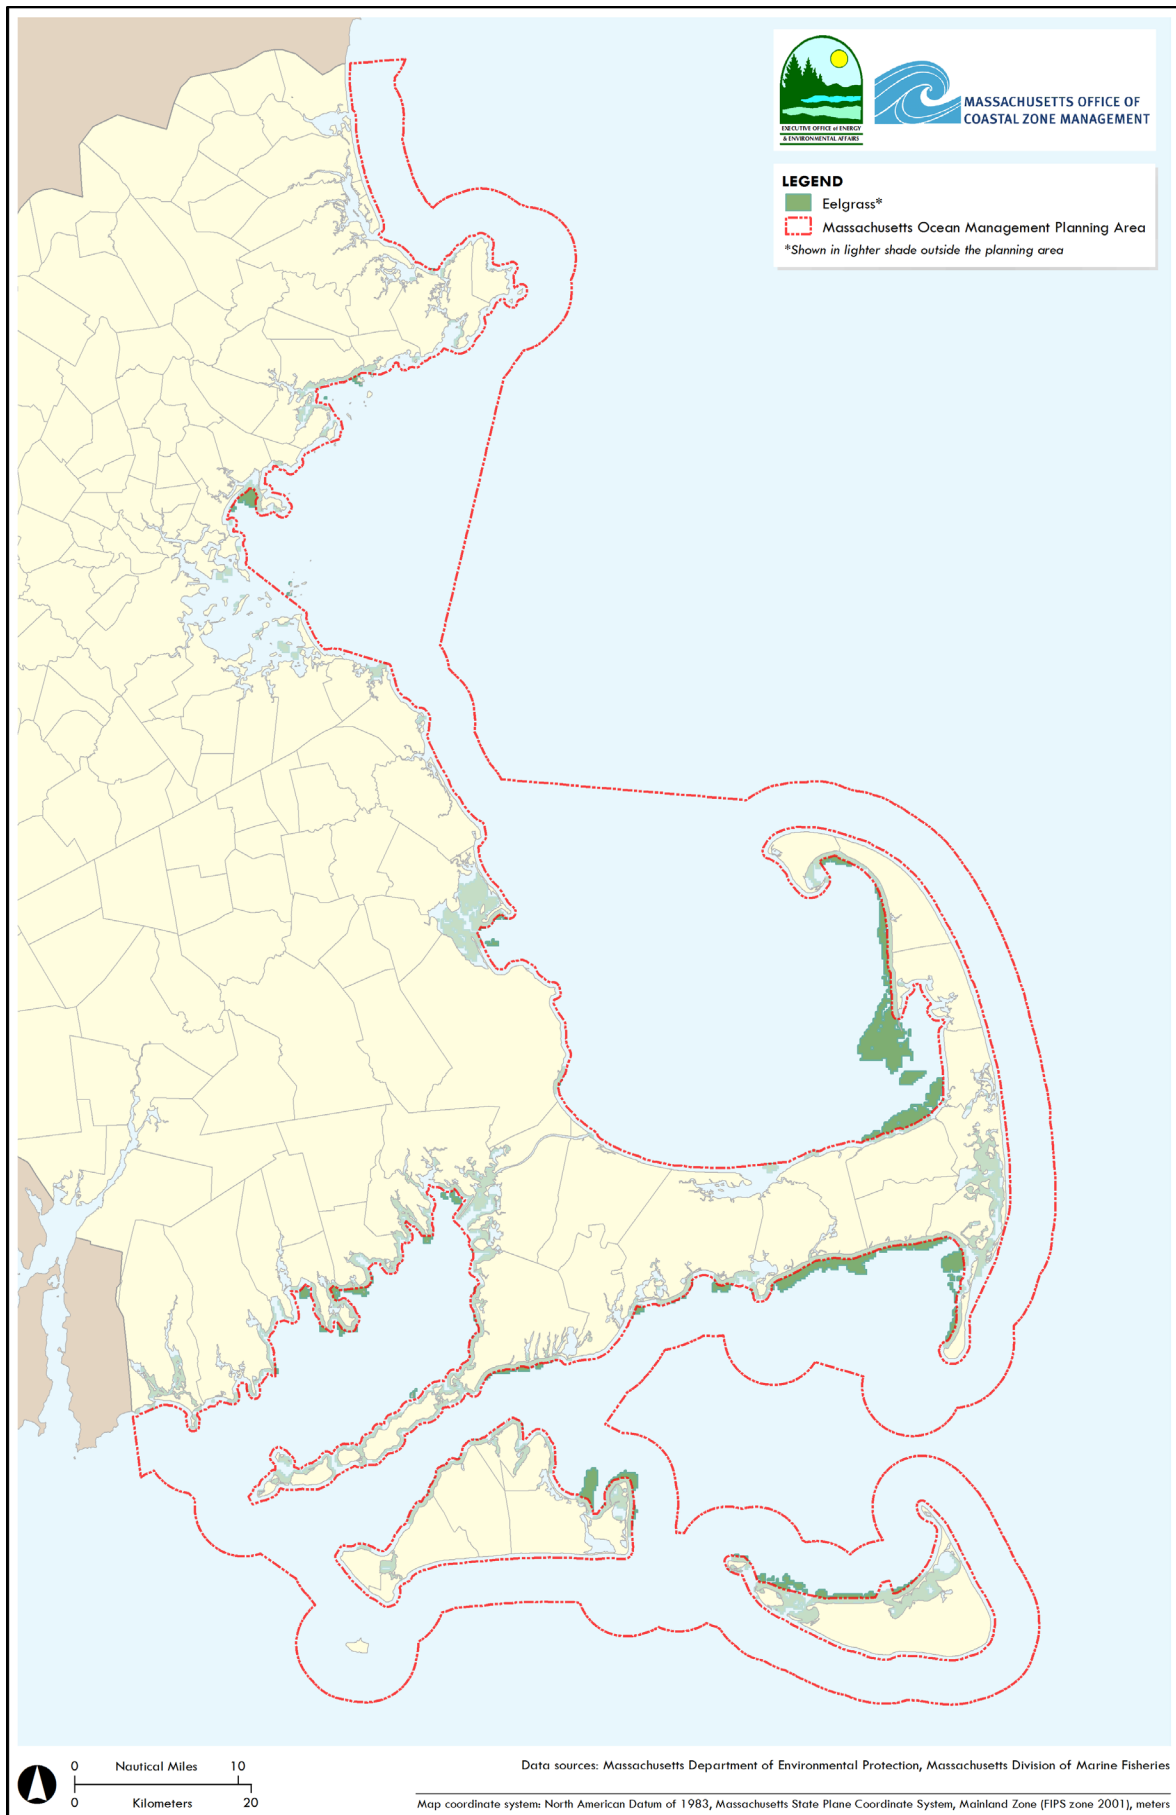 EXECUTIVE OFFICE of ENERGY
& ENVIRONMENTAL AFFAIRS
MASSACHUSETTS OFFICE OF
COASTAL ZONE MANAGEMENT
LEGEND
Eelgrass*
Massachusetts Ocean Management Planning Area
*Shown in lighter shade outside the planning area
0 Nautical Miles 10
0 Kilometers 20
Data sources: Massachusetts Department of Environmental Protection, Massachusetts Division of Marine Fisheries
Map coordinate system: North American Datum of 1983, Massachusetts State Plane Coordinate System, Mainland Zone (FIPS zone 2001), meters